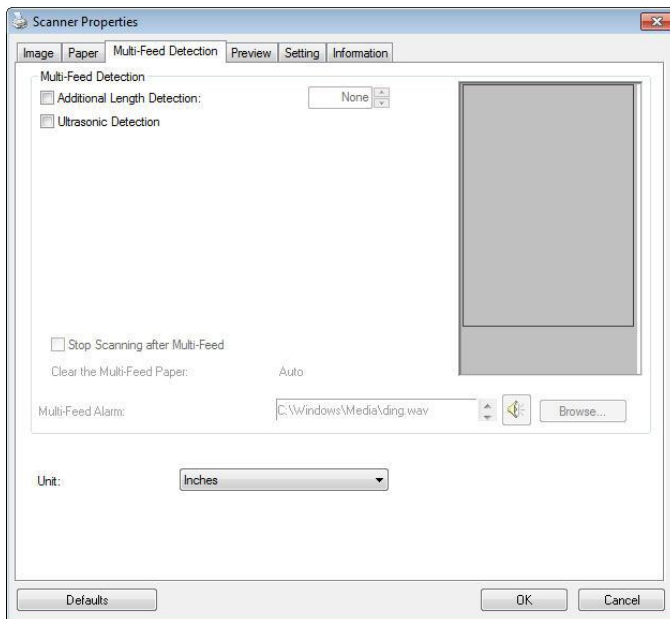 Scanner Properties
Image Paper Multi-Feed Detection Preview Setting Information
Multi-Feed Detection
Additional Length Detection: None
Ultrasonic Detection
Stop Scanning after Multi-Feed
Clear the Multi-Feed Paper: Auto
Multi-Feed Alarm: C:\Windows\Media\ding.wav Browse...
Unit: Inches
Defaults OK Cancel